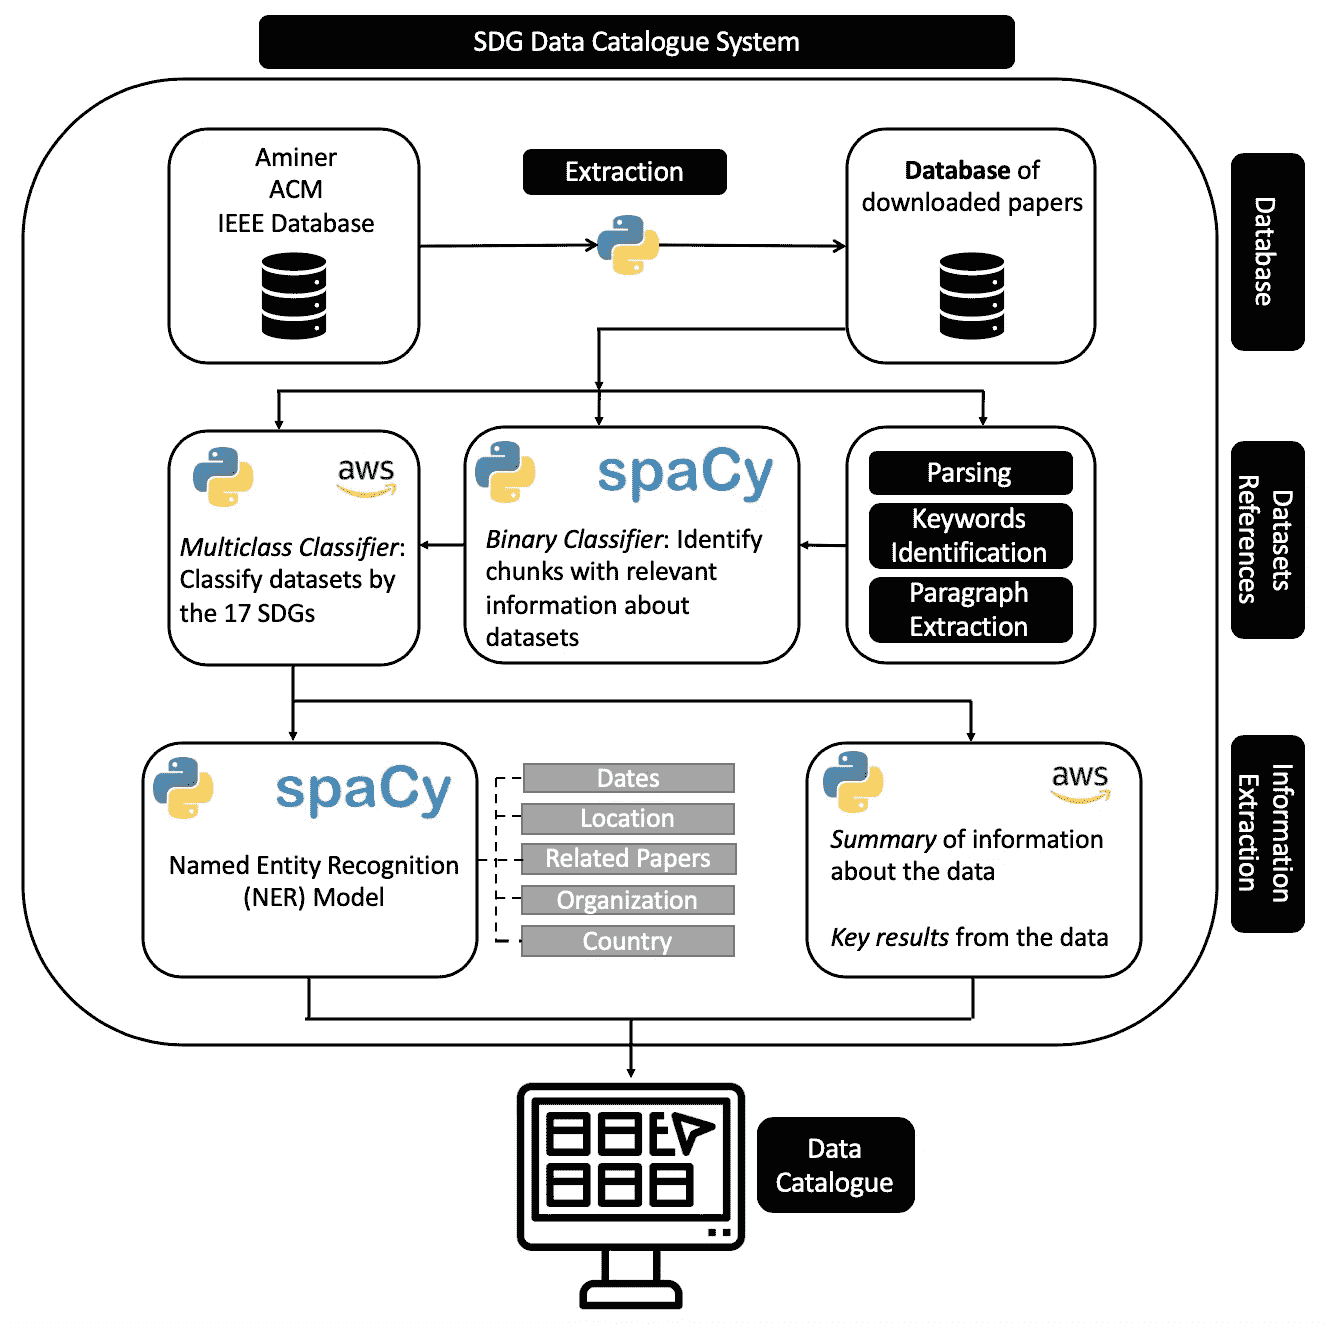 SDG Data Catalogue System
Aminer
ACM
IEEE Database
Extraction
Database of
downloaded papers
Database
aws
Multiclass Classifier:
Classify datasets by
the 17 SDGs
spaCy
Binary Classifier: Identify
chunks with relevant
information about
datasets
Parsing
Keywords
Identification
Paragraph
Extraction
Datasets
References
spaCy
Named Entity Recognition
(NER) Model
Dates
Location
Related Papers
Organization
Country
aws
Summary of information
about the data
Key results from the data
Information
Extraction
Data
Catalogue